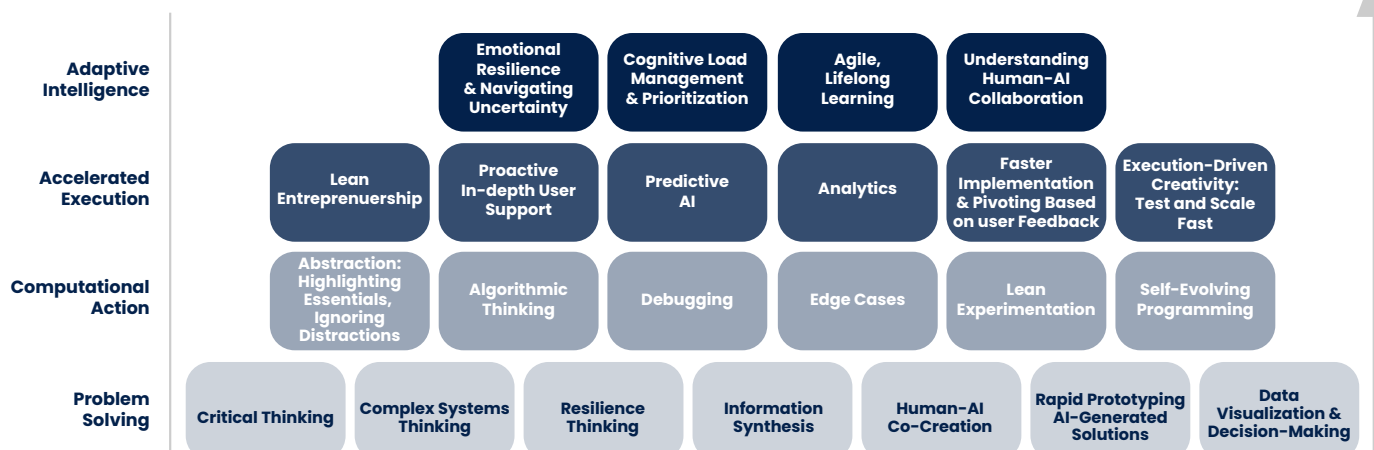 Adaptive
Intelligence
Emotional
Resilience
& Navigating
Uncertainty
Cognitive Load
Management
& Prioritization
Agile,
Lifelong
Learning
Understanding
Human-AI
Collaboration
Accelerated
Execution
Lean
Entreprenuership
Proactive
In-depth User
Support
Predictive
AI
Analytics
Faster
Implementation
& Pivoting Based
on user Feedback
Execution-Driven
Creativity:
Test and Scale
Fast
Computational
Action
Abstraction:
Highlighting
Essentials,
Ignoring
Distractions
Algorithmic
Thinking
Debugging
Edge Cases
Lean
Experimentation
Self-Evolving
Programming
Problem
Solving
Critical Thinking
Complex Systems
Thinking
Resilience
Thinking
Information
Synthesis
Human-AI
Co-Creation
Rapid Prototyping
AI-Generated
Solutions
Data
Visualization &
Decision-Making